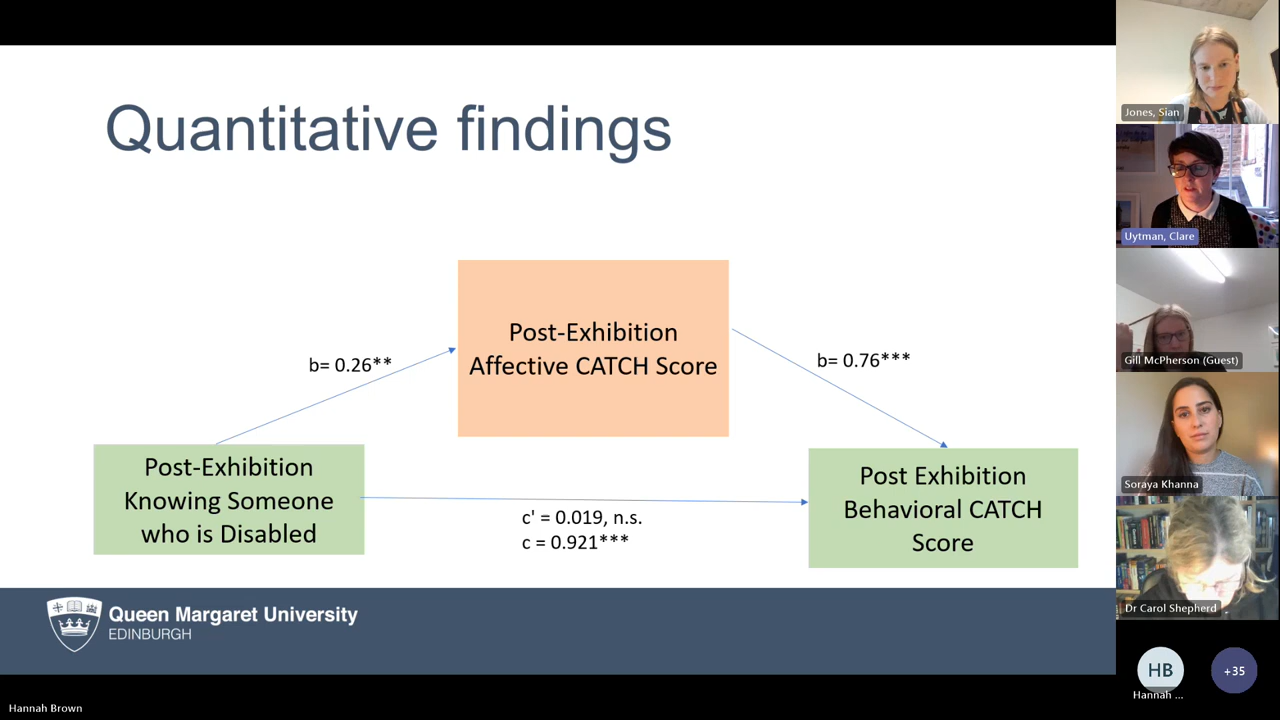 Quantitative findings
Post-Exhibition
Affective CATCH Score
b= 0.26**
b= 0.76***
Post-Exhibition
Knowing Someone
who is Disabled
c' = 0.019, n.s.
c = 0.921***
Post Exhibition
Behavioral CATCH
Score
Queen Margaret University
EDINBURGH
Jones, Sian
Uytman, Clare
Gill McPherson (Guest)
Soraya Khanna
Dr Carol Shepherd
HB
+35
Hannah ...
Hannah Brown